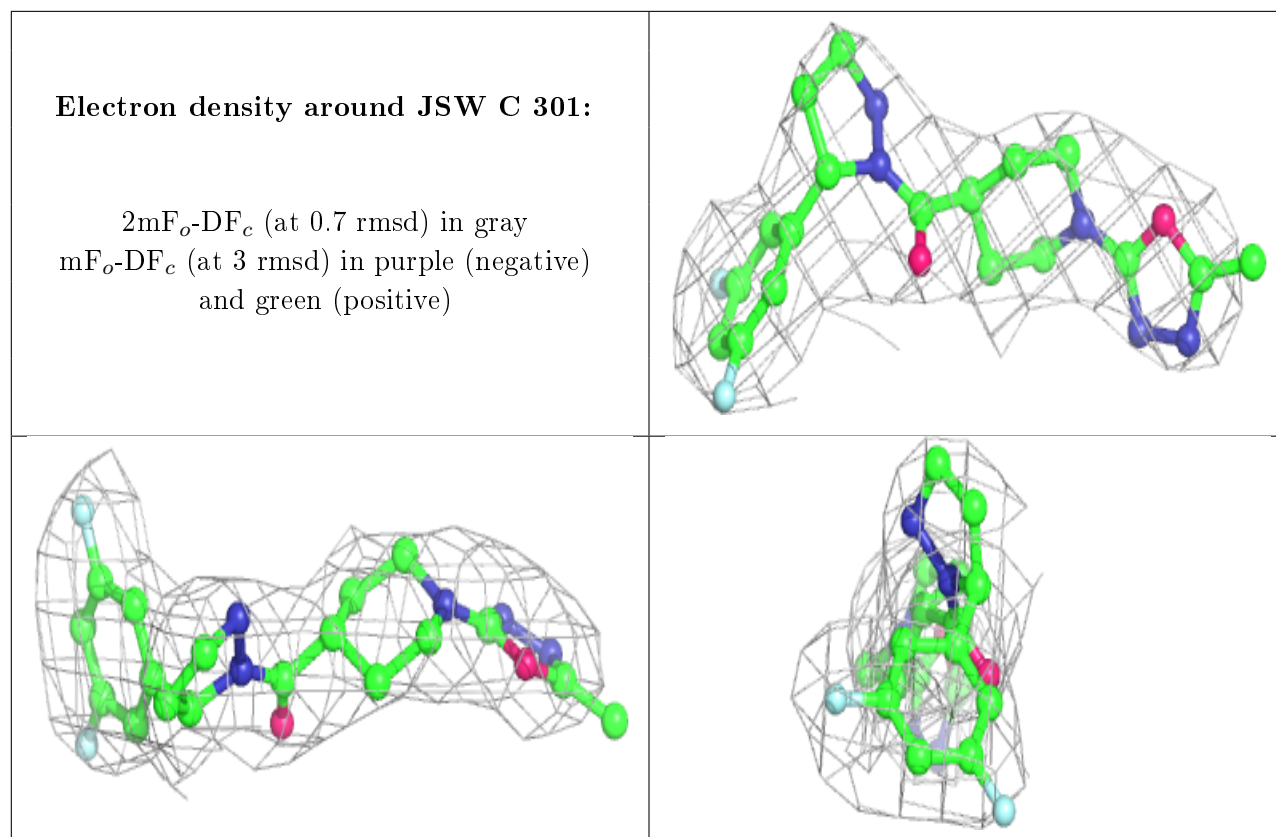 Electron density around JSW C 301:
2mFo-DFc (at 0.7 rmsd) in gray
mFo-DFc (at 3 rmsd) in purple (negative)
and green (positive)